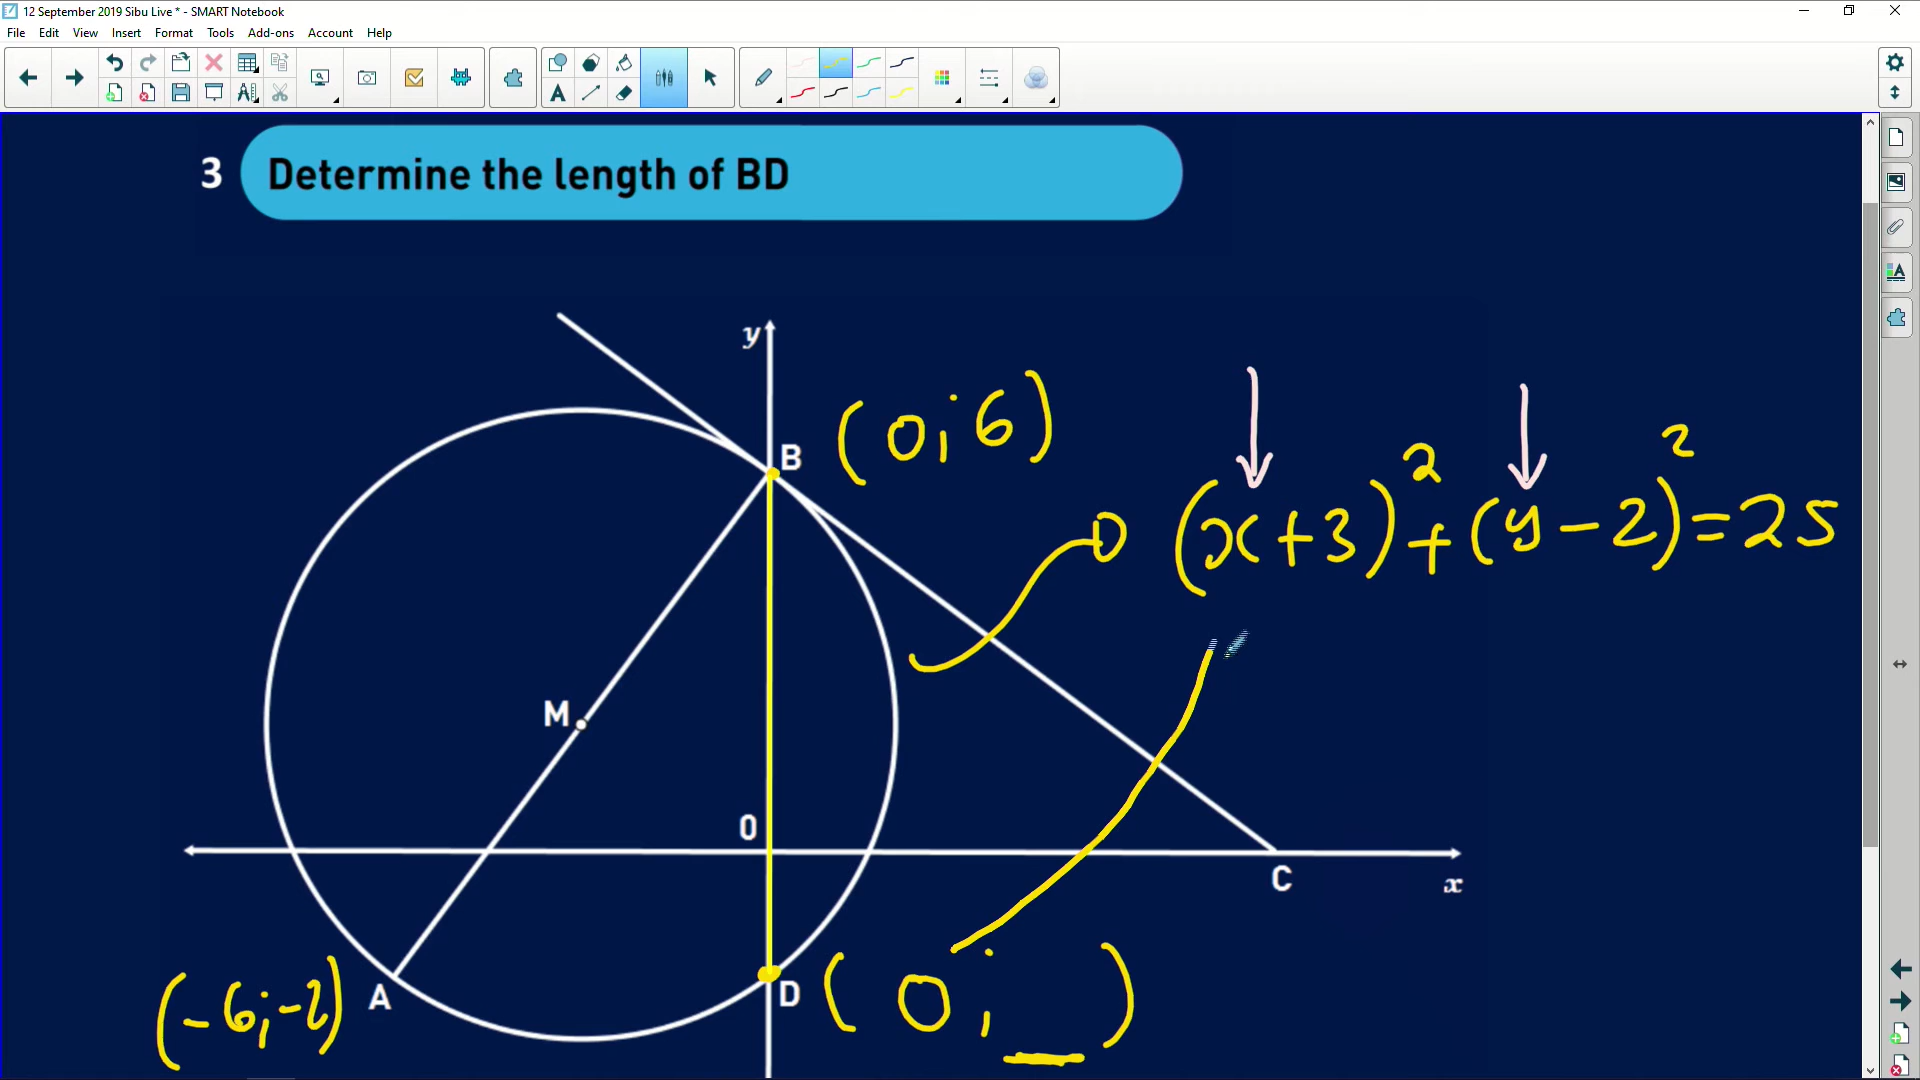 12 September 2019 Sibu Live * - SMART Notebook
File Edit View Insert Format Tools Add-ons Account Help
3 Determine the length of BD
y
B (0;6)
⊙ (x+3)² + (y-2)² = 25
M
0
C
x
(-6;-2) A
D (0;__)